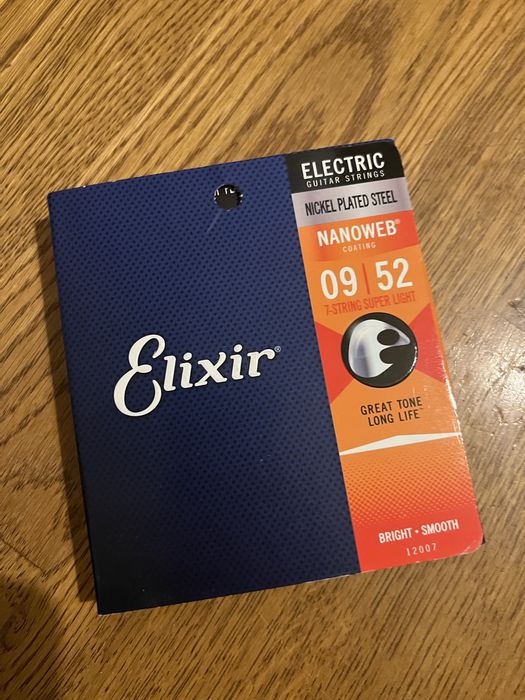 ELECTRIC
GUITAR STRINGS
NICKEL PLATED STEEL
NANOWEB®
COATING
09 | 52
7-STRING SUPER LIGHT
Elixir®
GREAT TONE
LONG LIFE™
BRIGHT • SMOOTH
12007